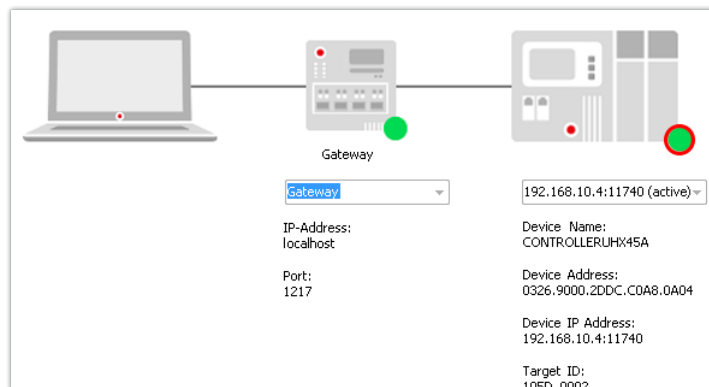 Gateway
Gateway
192.168.10.4:11740 (active)
IP-Address:
localhost
Port:
1217
Device Name:
CONTROLLERUHX45A
Device Address:
0326.9000.2DDC.C0A8.0A04
Device IP Address:
192.168.10.4:11740
Target ID: